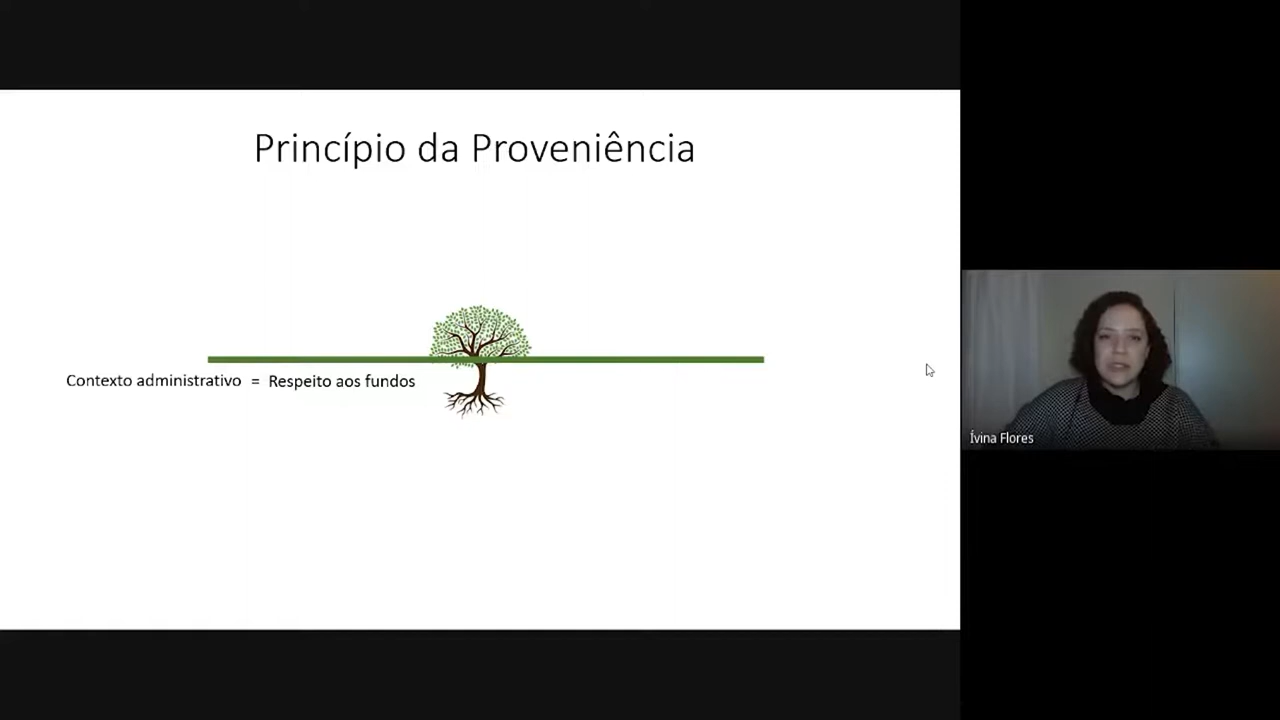 Princípio da Proveniência
Contexto administrativo = Respeito aos fundos
Ívina Flores